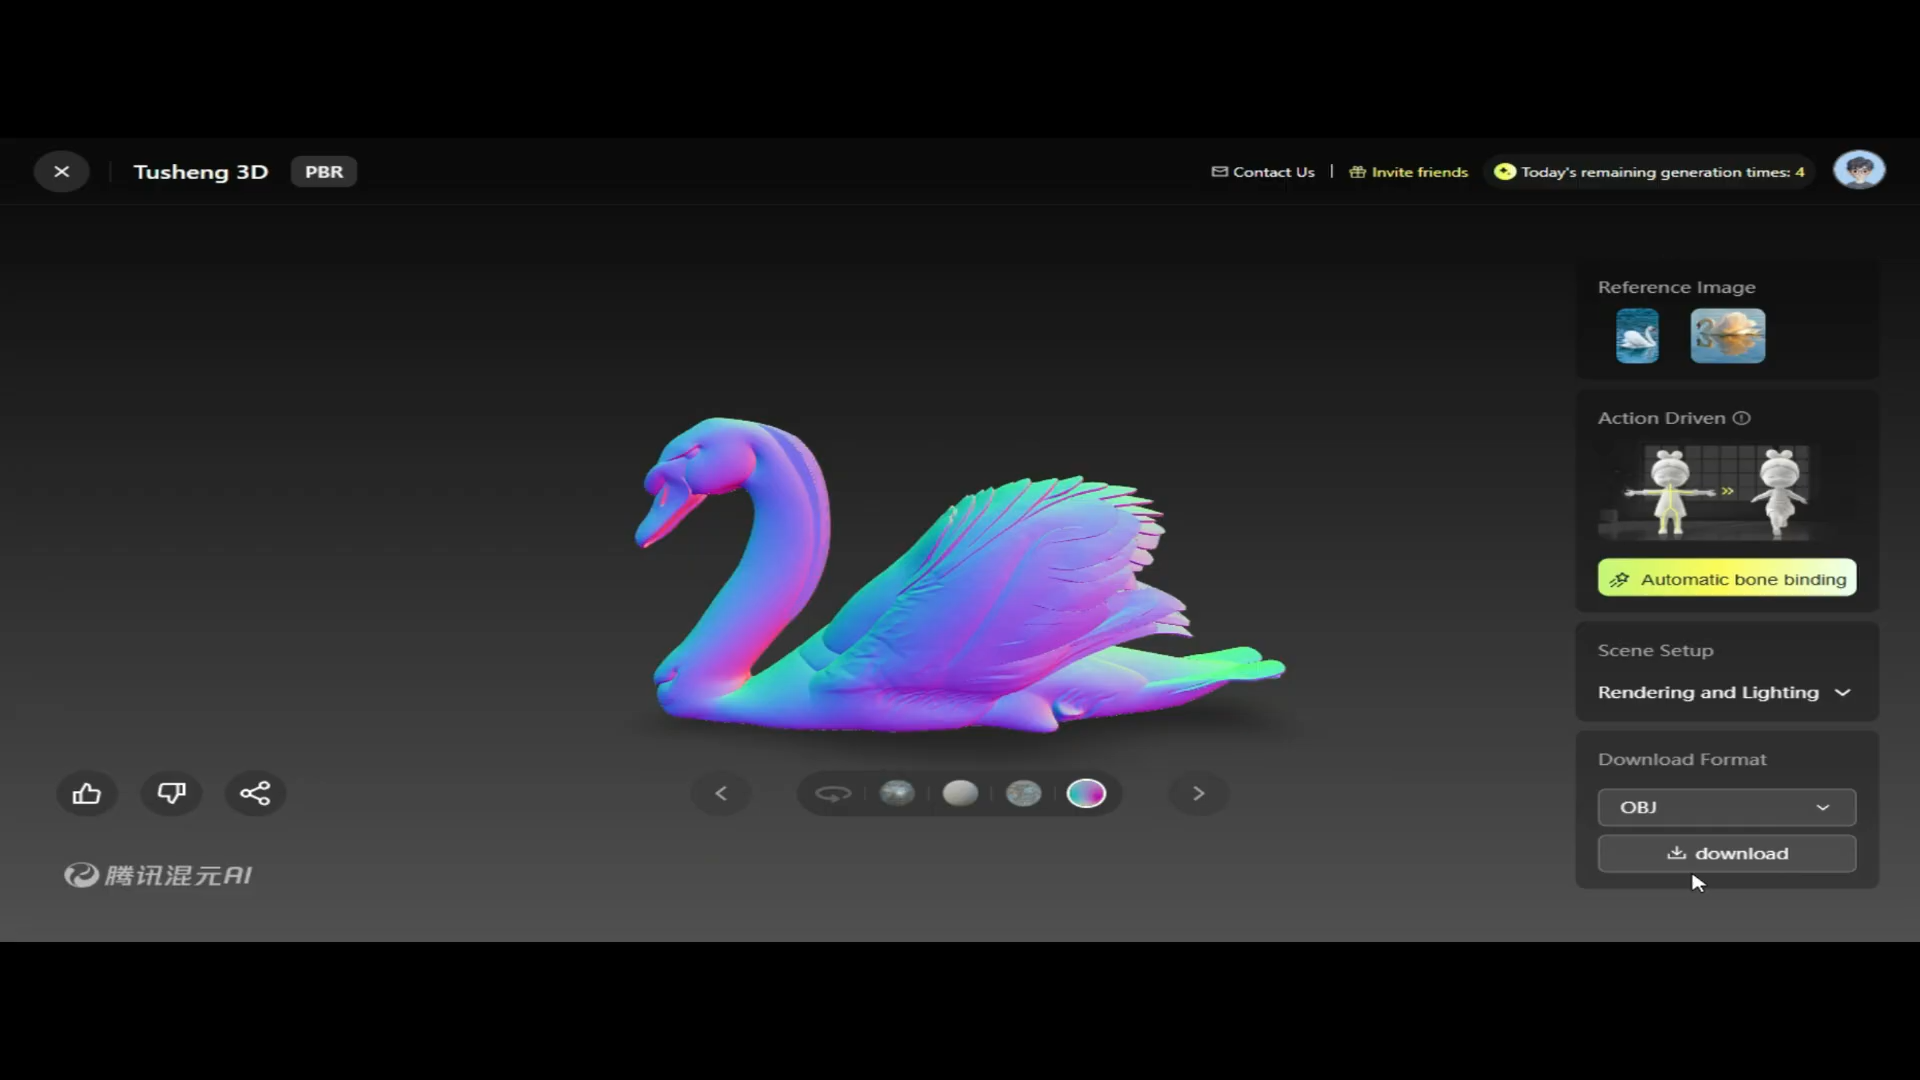 Tusheng 3D
PBR
Contact Us
Invite friends
Today's remaining generation times: 4
Reference Image
Action Driven
Automatic bone binding
Scene Setup
Rendering and Lighting
Download Format
OBJ
download
腾讯混元AI